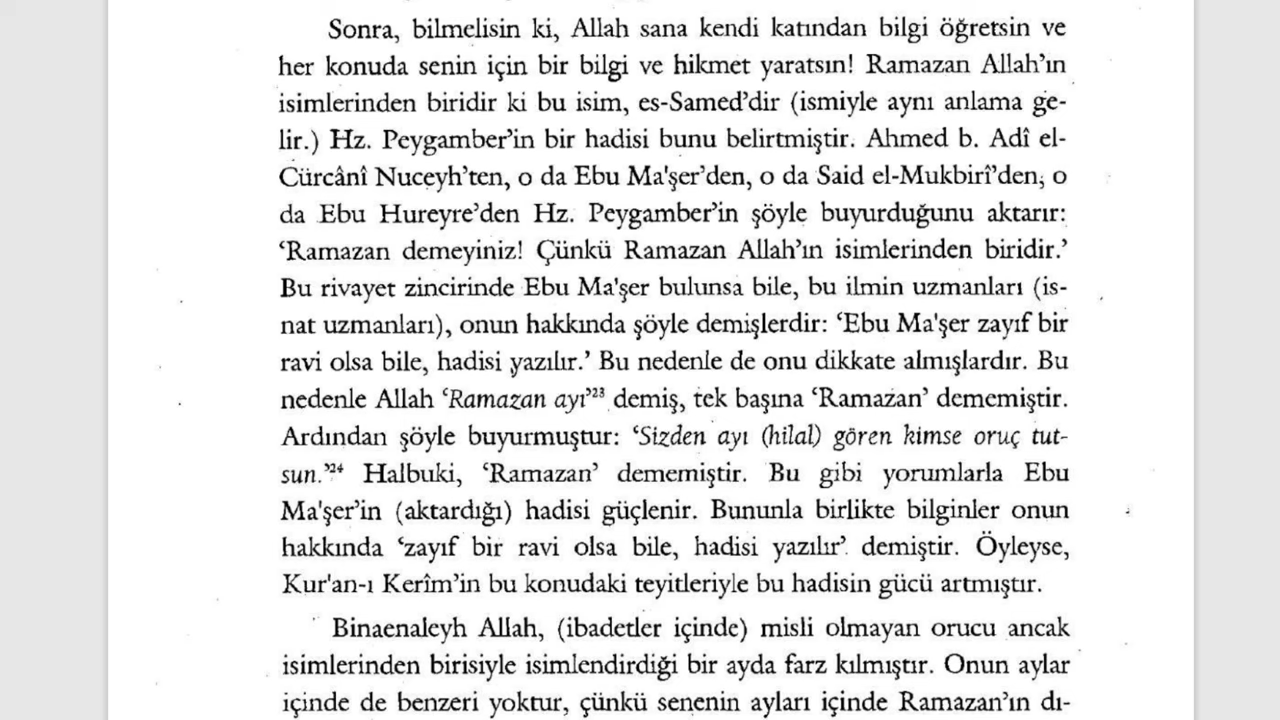 Sonra, bilmelisin ki, Allah sana kendi katından bilgi öğretsin ve
her konuda senin için bir bilgi ve hikmet yaratsın! Ramazan Allah'ın
isimlerinden biridir ki bu isim, es-Samed'dir (ismiyle aynı anlama ge-
lir.) Hz. Peygamber'in bir hadisi bunu belirtmiştir. Ahmed b. Adî el-
Cürcânî Nuceyh'ten, o da Ebu Ma'şer'den, o da Said el-Mukbirî'den, o
da Ebu Hureyre'den Hz. Peygamber'in şöyle buyurduğunu aktarır:
'Ramazan demeyiniz! Çünkü Ramazan Allah'ın isimlerinden biridir.'
Bu rivayet zincirinde Ebu Ma'şer bulunsa bile, bu ilmin uzmanları (is-
nat uzmanları), onun hakkında şöyle demişlerdir: 'Ebu Ma'şer zayıf bir
ravi olsa bile, hadisi yazılır.' Bu nedenle de onu dikkate almışlardır. Bu
nedenle Allah 'Ramazan ayı'²³ demiş, tek başına 'Ramazan' dememiştir.
Ardından şöyle buyurmuştur: 'Sizden ayı (hilal) gören kimse oruç tut-
sun.'²⁴ Halbuki, 'Ramazan' dememiştir. Bu gibi yorumlarla Ebu
Ma'şer'in (aktardığı) hadisi güçlenir. Bununla birlikte bilginler onun
hakkında 'zayıf bir ravi olsa bile, hadisi yazılır' demiştir. Öyleyse,
Kur'an-ı Kerîm'in bu konudaki teyitleriyle bu hadisin gücü artmıştır.
Binaenaleyh Allah, (ibadetler içinde) misli olmayan orucu ancak
isimlerinden birisiyle isimlendirdiği bir ayda farz kılmıştır. Onun aylar
içinde de benzeri yoktur, çünkü senenin ayları içinde Ramazan'ın dı-